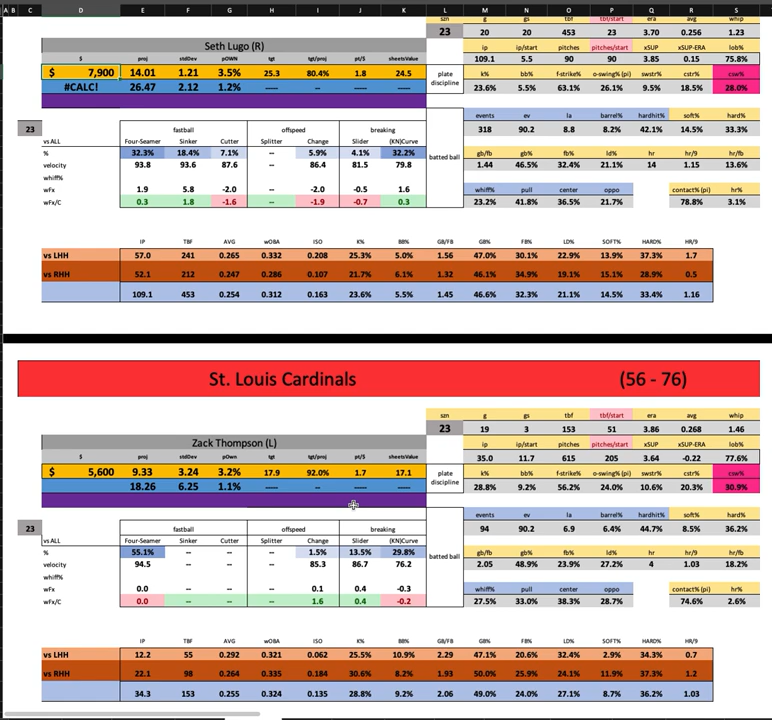 A B C D E F G H I J K L M N O P Q R S
szn g gs tbf tbf/start era avg whip
23 20 20 453 23 3.70 0.256 1.23
Seth Lugo (R)
ip ip/start pitches pitches/start xSUP xSUP-ERA lob%
109.1 5.5 90 90 3.85 0.15 75.8%
$ proj stdDev pOWN tgt tgt/proj pt/$ sheetsValue
$ 7,900 14.01 1.21 3.5% 25.3 80.4% 1.8 24.5
#CALC! 26.47 2.12 1.2% ---- -- ----- ----
plate discipline
k% bb% f-strike% o-swing% (pi) swstr% cstr% csw%
23.6% 5.5% 63.1% 26.1% 9.5% 18.5% 28.0%
events ev la barrel% hardhit% soft% hard%
318 90.2 8.8 8.2% 42.1% 14.5% 33.3%
23 fastball offspeed breaking
vs ALL Four-Seamer Sinker Cutter Splitter Change Slider (KN)Curve
% 32.3% 18.4% 7.1% -- 5.9% 4.1% 32.2%
velocity 93.8 93.6 87.6 -- 86.4 81.5 79.8
whiff%
wFx 1.9 5.8 -2.0 -- -2.0 -0.5 1.6
wFx/C 0.3 1.8 -1.6 -- -1.9 -0.7 0.3
batted ball
gb/fb gb% fb% ld% hr hr/9 hr/fb
1.44 46.5% 32.4% 21.1% 14 1.15 13.6%
whiff% pull center oppo contact% (pi) hr%
23.2% 41.8% 36.5% 21.7% 78.8% 3.1%
IP TBF AVG wOBA ISO K% BB% GB/FB GB% FB% LD% SOFT% HARD% HR/9
vs LHH 57.0 241 0.265 0.332 0.208 25.3% 5.0% 1.56 47.0% 30.1% 22.9% 13.9% 37.3% 1.7
vs RHH 52.1 212 0.247 0.286 0.107 21.7% 6.1% 1.32 46.1% 34.9% 19.1% 15.1% 28.9% 0.5
109.1 453 0.254 0.312 0.163 23.6% 5.5% 1.45 46.6% 32.3% 21.1% 14.5% 33.4% 1.16
St. Louis Cardinals (56 - 76)
szn g gs tbf tbf/start era avg whip
23 19 3 153 51 3.86 0.268 1.46
Zack Thompson (L)
ip ip/start pitches pitches/start xSUP xSUP-ERA lob%
35.0 11.7 615 205 3.64 -0.22 77.6%
$ proj stdDev pOwn tgt tgt/proj pt/$ sheetsValue
$ 5,600 9.33 3.24 3.2% 17.9 92.0% 1.7 17.1
18.26 6.25 1.1% ---- -- ---- ----
plate discipline
k% bb% f-strike% o-swing% (pi) swstr% cstr% csw%
28.8% 9.2% 56.2% 24.0% 10.6% 20.3% 30.9%
events ev la barrel% hardhit% soft% hard%
94 90.2 6.9 6.4% 44.7% 8.5% 36.2%
23 fastball offspeed breaking
vs ALL Four-Seamer Sinker Cutter Splitter Change Slider (KN)Curve
% 55.1% -- -- -- 1.5% 13.5% 29.8%
velocity 94.5 -- -- -- 85.3 86.7 76.2
whiff%
wFx 0.0 -- -- -- 0.1 0.4 -0.3
wFx/C 0.0 -- -- -- 1.6 0.4 -0.2
batted ball
gb/fb gb% fb% ld% hr hr/9 hr/fb
2.05 48.9% 23.9% 27.2% 4 1.03 18.2%
whiff% pull center oppo contact% (pi) hr%
27.5% 33.0% 38.3% 28.7% 74.6% 2.6%
IP TBF AVG wOBA ISO K% BB% GB/FB GB% FB% LD% SOFT% HARD% HR/9
vs LHH 12.2 55 0.292 0.321 0.062 25.5% 10.9% 2.29 47.1% 20.6% 32.4% 2.9% 34.3% 0.7
vs RHH 22.1 98 0.264 0.335 0.184 30.6% 8.2% 1.93 50.0% 25.9% 24.1% 11.9% 37.3% 1.2
34.3 153 0.255 0.324 0.135 28.8% 9.2% 2.06 49.0% 24.0% 27.1% 8.7% 36.2% 1.03